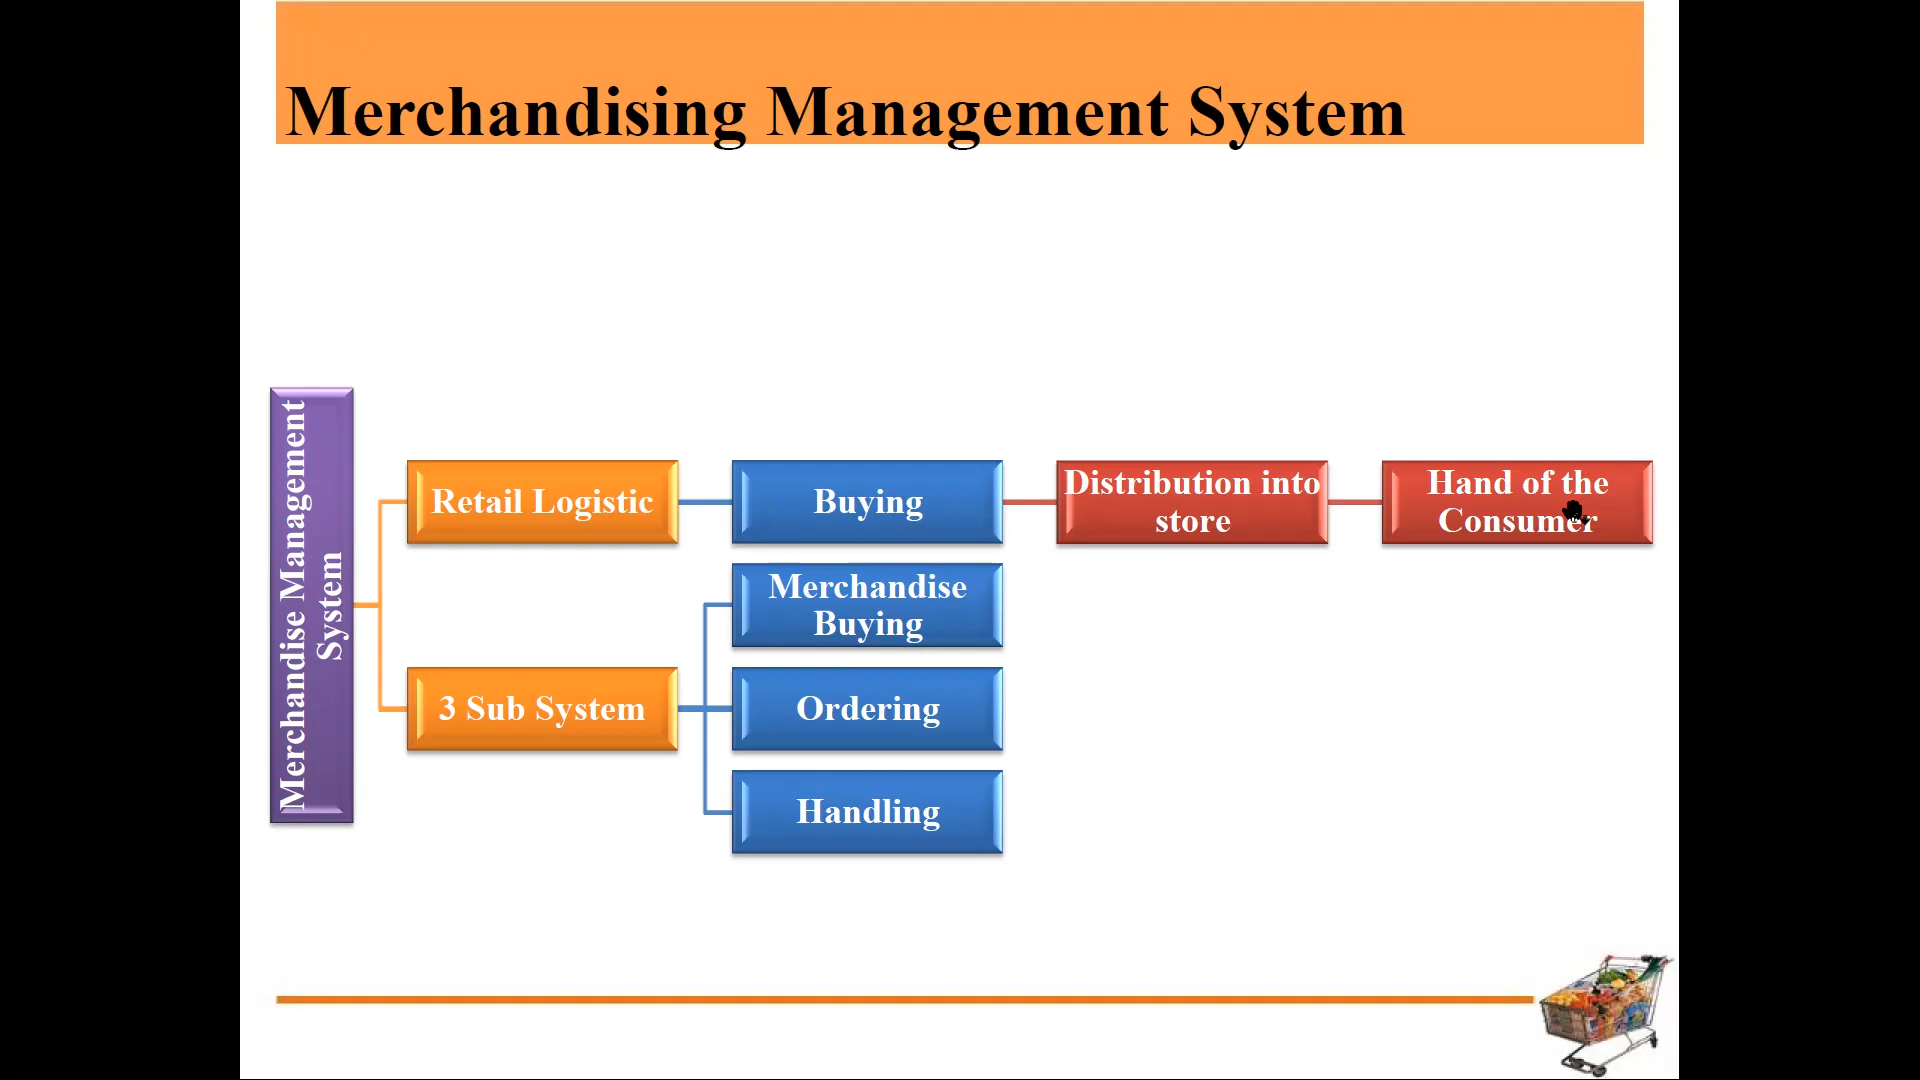 Merchandising Management System
Merchandise Management
System
Retail Logistic
Buying
Distribution into
store
Hand of the
Consumer
3 Sub System
Merchandise
Buying
Ordering
Handling